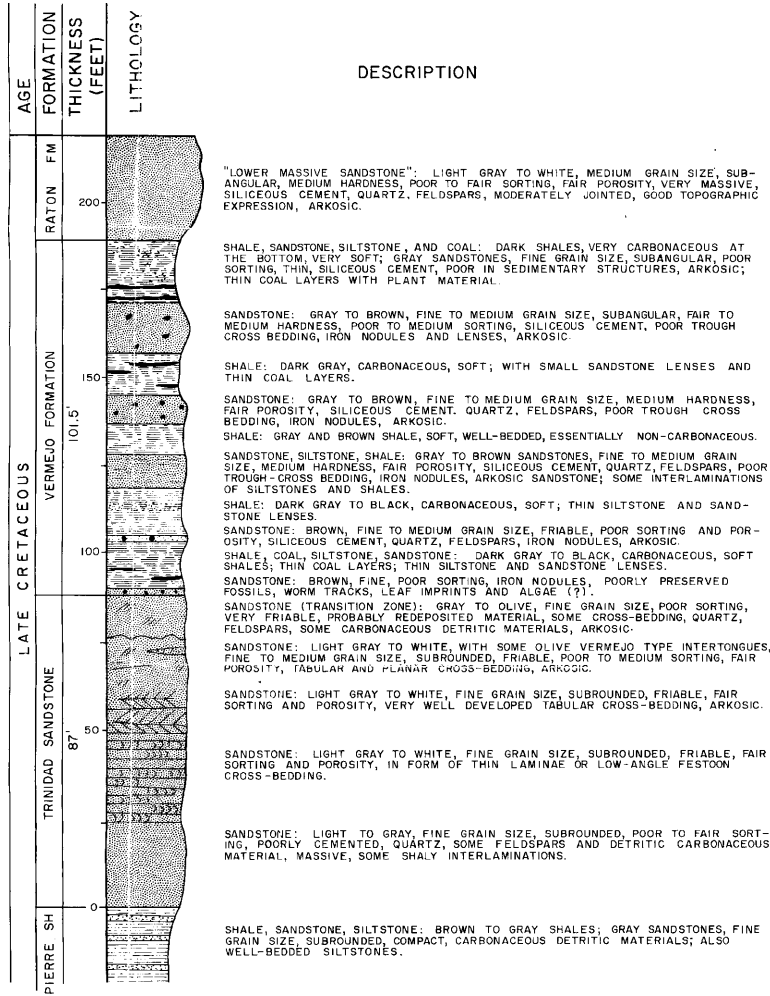 AGE
FORMATION
THICKNESS
(FEET)
LITHOLOGY
DESCRIPTION
LATE CRETACEOUS
RATON FM
VERMEJO FORMATION
TRINIDAD SANDSTONE
PIERRE SH
101.5'
87'
200
150
100
50
0
"LOWER MASSIVE SANDSTONE": LIGHT GRAY TO WHITE, MEDIUM GRAIN SIZE, SUB-
ANGULAR, MEDIUM HARDNESS, POOR TO FAIR SORTING, FAIR POROSITY, VERY MASSIVE,
SILICEOUS CEMENT, QUARTZ, FELDSPARS, MODERATELY JOINTED, GOOD TOPOGRAPHIC
EXPRESSION, ARKOSIC.
SHALE, SANDSTONE, SILTSTONE, AND COAL: DARK SHALES, VERY CARBONACEOUS AT
THE BOTTOM, VERY SOFT; GRAY SANDSTONES, FINE GRAIN SIZE, SUBANGULAR, POOR
SORTING, THIN, SILICEOUS CEMENT, POOR IN SEDIMENTARY STRUCTURES, ARKOSIC;
THIN COAL LAYERS WITH PLANT MATERIAL.
SANDSTONE: GRAY TO BROWN, FINE TO MEDIUM GRAIN SIZE, SUBANGULAR, FAIR TO
MEDIUM HARDNESS, POOR TO MEDIUM SORTING, SILICEOUS CEMENT, POOR TROUGH
CROSS BEDDING, IRON NODULES AND LENSES, ARKOSIC.
SHALE: DARK GRAY, CARBONACEOUS, SOFT; WITH SMALL SANDSTONE LENSES AND
THIN COAL LAYERS.
SANDSTONE: GRAY TO BROWN, FINE TO MEDIUM GRAIN SIZE, MEDIUM HARDNESS,
FAIR POROSITY, SILICEOUS CEMENT. QUARTZ, FELDSPARS, POOR TROUGH CROSS
BEDDING, IRON NODULES, ARKOSIC.
SHALE: GRAY AND BROWN SHALE, SOFT, WELL-BEDDED, ESSENTIALLY NON-CARBONACEOUS.
SANDSTONE, SILTSTONE, SHALE: GRAY TO BROWN SANDSTONES, FINE TO MEDIUM GRAIN
SIZE, MEDIUM HARDNESS, FAIR POROSITY, SILICEOUS CEMENT, QUARTZ, FELDSPARS, POOR
TROUGH-CROSS BEDDING, IRON NODULES, ARKOSIC SANDSTONE; SOME INTERLAMINATIONS
OF SILTSTONES AND SHALES.
SHALE: DARK GRAY TO BLACK, CARBONACEOUS, SOFT; THIN SILTSTONE AND SAND-
STONE LENSES.
SANDSTONE: BROWN, FINE TO MEDIUM GRAIN SIZE, FRIABLE, POOR SORTING AND POR-
OSITY, SILICEOUS CEMENT, QUARTZ, FELDSPARS, IRON NODULES, ARKOSIC
SHALE, COAL, SILTSTONE, SANDSTONE: DARK GRAY TO BLACK, CARBONACEOUS, SOFT
SHALES; THIN COAL LAYERS; THIN SILTSTONE AND SANDSTONE LENSES.
SANDSTONE: BROWN, FINE, POOR SORTING, IRON NODULES, POORLY PRESERVED
FOSSILS, WORM TRACKS, LEAF IMPRINTS AND ALGAE (?).
SANDSTONE (TRANSITION ZONE): GRAY TO OLIVE, FINE GRAIN SIZE, POOR SORTING,
VERY FRIABLE, PROBABLY REDEPOSITED MATERIAL, SOME CROSS-BEDDING, QUARTZ,
FELDSPARS, SOME CARBONACEOUS DETRITIC MATERIALS, ARKOSIC.
SANDSTONE: LIGHT GRAY TO WHITE, WITH SOME OLIVE VERMEJO TYPE INTERTONGUES,
FINE TO MEDIUM GRAIN SIZE, SUBROUNDED, FRIABLE, POOR TO MEDIUM SORTING, FAIR
POROSITY, TABULAR AND PLANAR CROSS-BEDDING, ARKOSIC.
SANDSTONE: LIGHT GRAY TO WHITE, FINE GRAIN SIZE, SUBROUNDED, FRIABLE, FAIR
SORTING AND POROSITY, VERY WELL DEVELOPED TABULAR CROSS-BEDDING, ARKOSIC.
SANDSTONE: LIGHT GRAY TO WHITE, FINE GRAIN SIZE, SUBROUNDED, FRIABLE, FAIR
SORTING AND POROSITY, IN FORM OF THIN LAMINAE OR LOW-ANGLE FESTOON
CROSS-BEDDING.
SANDSTONE: LIGHT TO GRAY, FINE GRAIN SIZE, SUBROUNDED, POOR TO FAIR SORT-
ING, POORLY CEMENTED, QUARTZ, SOME FELDSPARS AND DETRITIC CARBONACEOUS
MATERIAL, MASSIVE, SOME SHALY INTERLAMINATIONS.
SHALE, SANDSTONE, SILTSTONE: BROWN TO GRAY SHALES; GRAY SANDSTONES, FINE
GRAIN SIZE, SUBROUNDED, COMPACT, CARBONACEOUS DETRITIC MATERIALS; ALSO
WELL-BEDDED SILTSTONES.